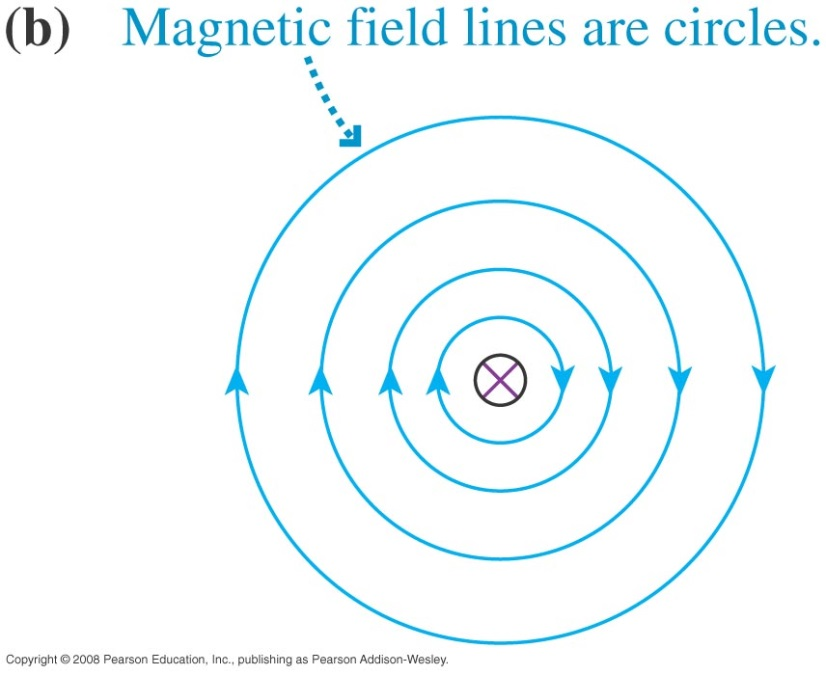 (b) Magnetic field lines are circles.
Copyright © 2008 Pearson Education, Inc., publishing as Pearson Addison-Wesley.